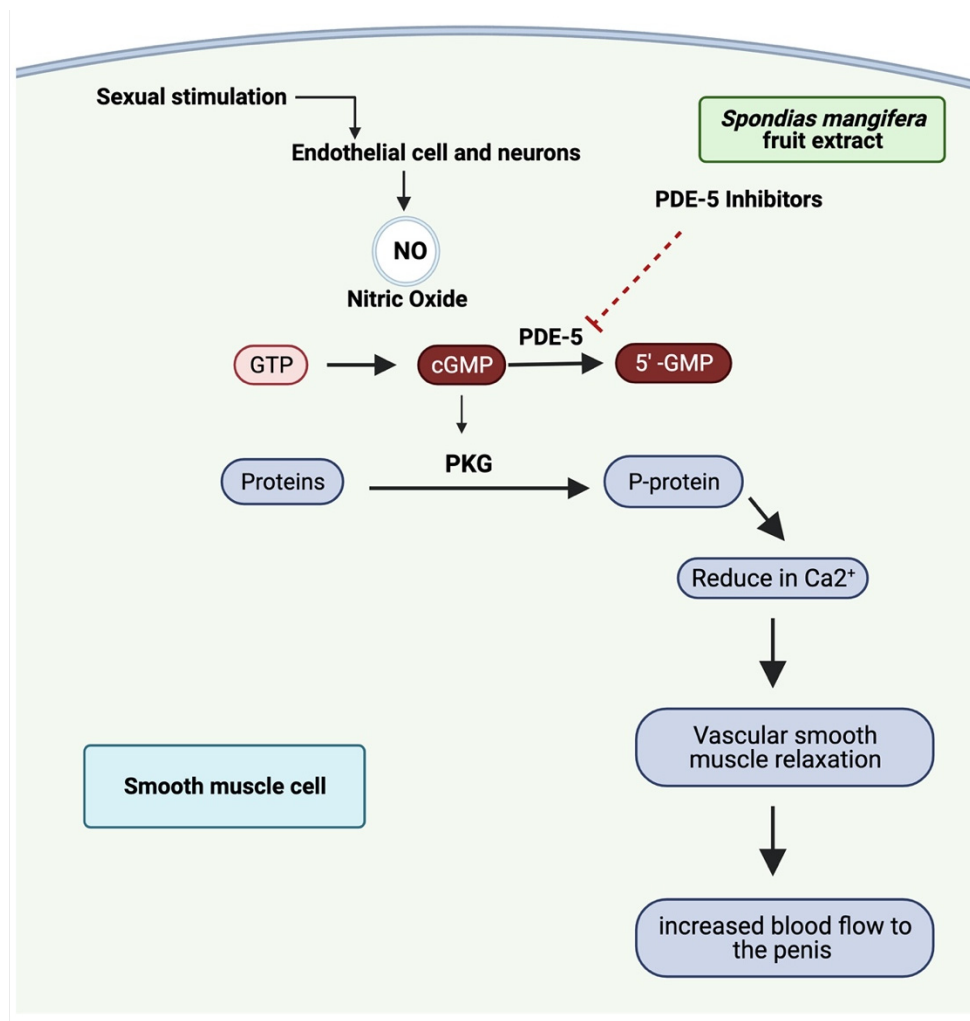 Sexual stimulation
Endothelial cell and neurons
Spondias mangifera
fruit extract
PDE-5 Inhibitors
NO
Nitric Oxide
PDE-5
GTP
cGMP
5' -GMP
PKG
Proteins
P-protein
Reduce in Ca2⁺
Vascular smooth
muscle relaxation
Smooth muscle cell
increased blood flow to
the penis